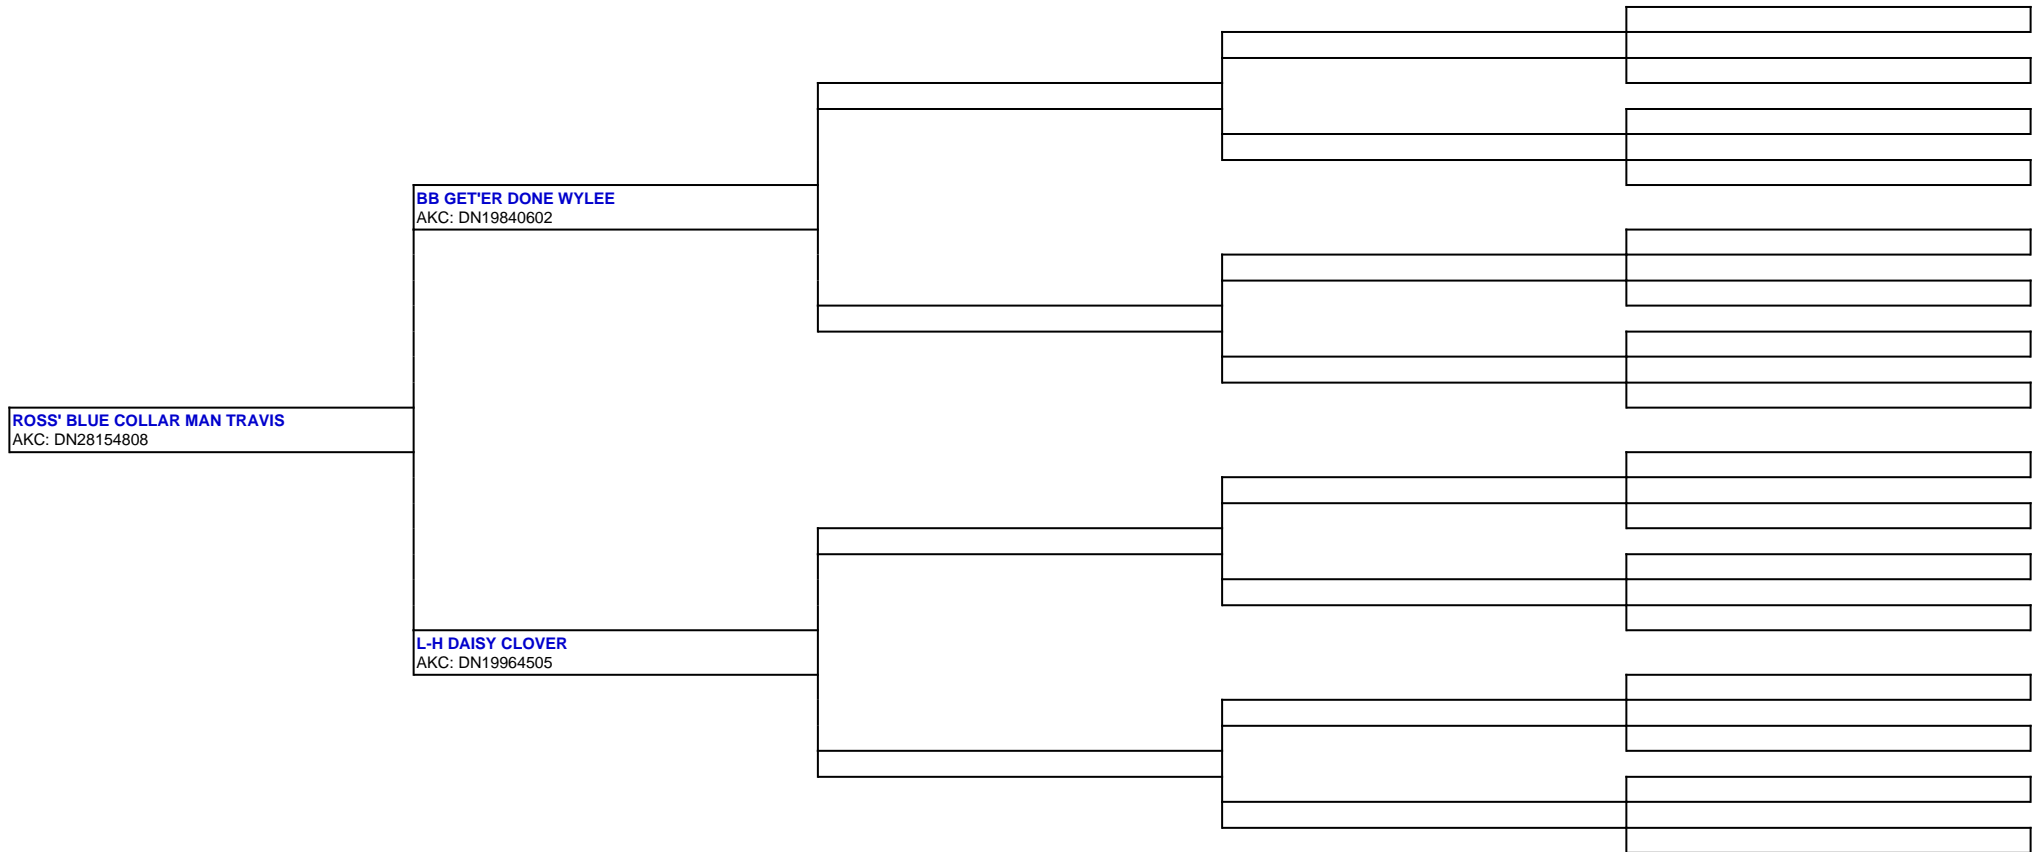 BB GET'ER DONE WYLEE
AKC: DN19840602
ROSS' BLUE COLLAR MAN TRAVIS
AKC: DN28154808
L-H DAISY CLOVER
AKC: DN19964505